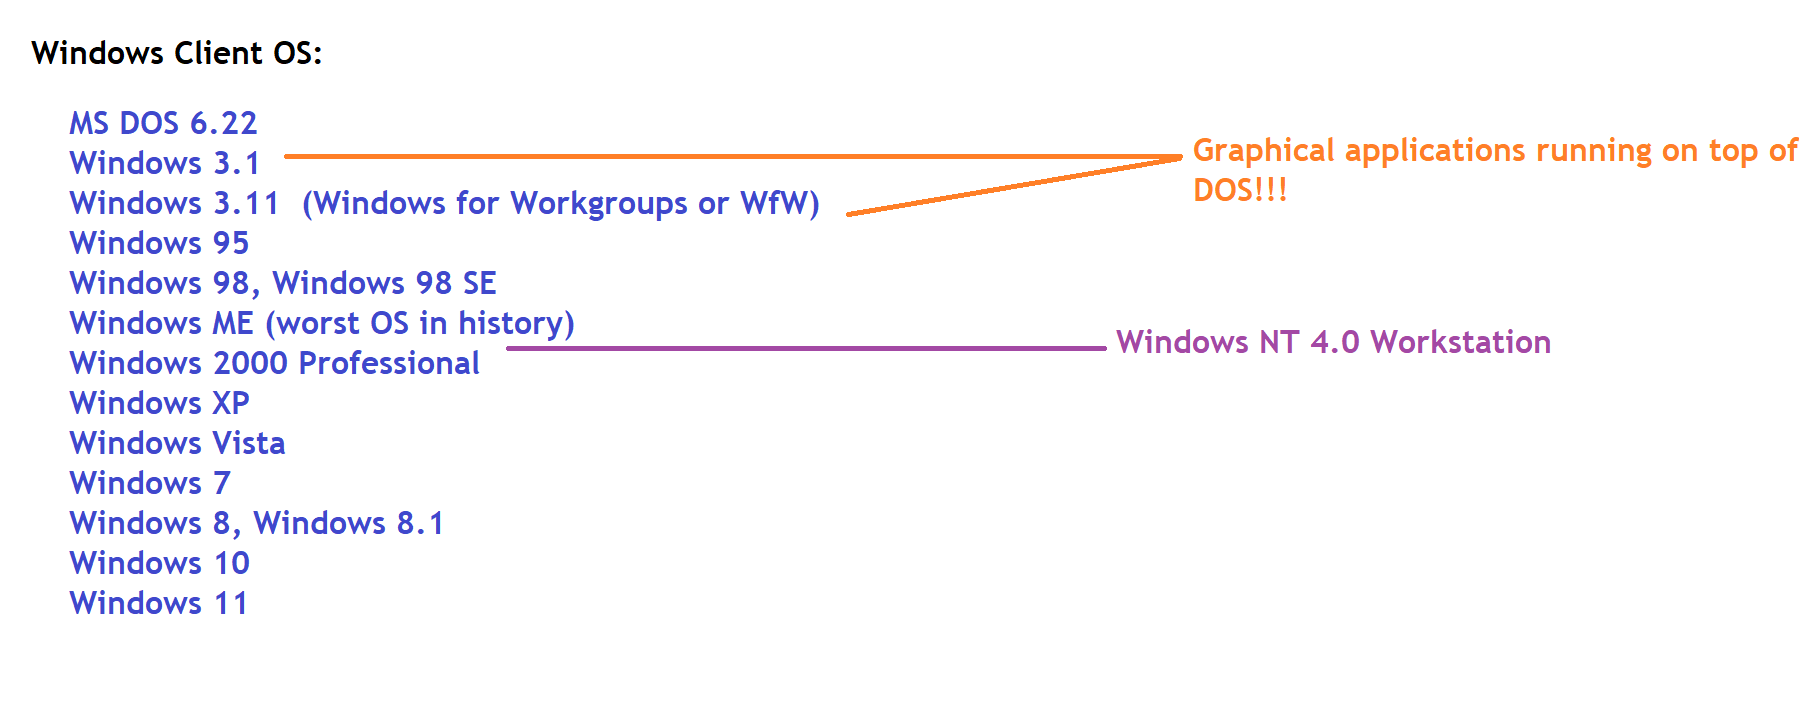 Windows Client OS:
MS DOS 6.22
Windows 3.1
Windows 3.11  (Windows for Workgroups or WfW)
Windows 95
Windows 98, Windows 98 SE
Windows ME (worst OS in history)
Windows 2000 Professional
Windows XP
Windows Vista
Windows 7
Windows 8, Windows 8.1
Windows 10
Windows 11
Graphical applications running on top of
DOS!!!
Windows NT 4.0 Workstation